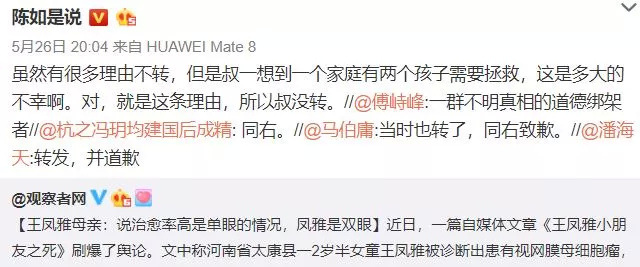 陈如是说
5月26日 20:04 来自 HUAWEI Mate 8
虽然有很多理由不转，但是叔一想到一个家庭有两个孩子需要拯救，这是多大的
不幸啊。对，就是这条理由，所以叔没转。//@傅峙峰:一群不明真相的道德绑架
者//@杭之冯玥均建国后成精: 同右。//@马伯庸:当时也转了，同右致歉。//@潘海
天:转发，并道歉
@观察者网
【王凤雅母亲：说治愈率高是单眼的情况，凤雅是双眼】近日，一篇自媒体文章《王凤雅小朋
友之死》刷爆了舆论。文中称河南省太康县一2岁半女童王凤雅被诊断出患有视网膜母细胞瘤，